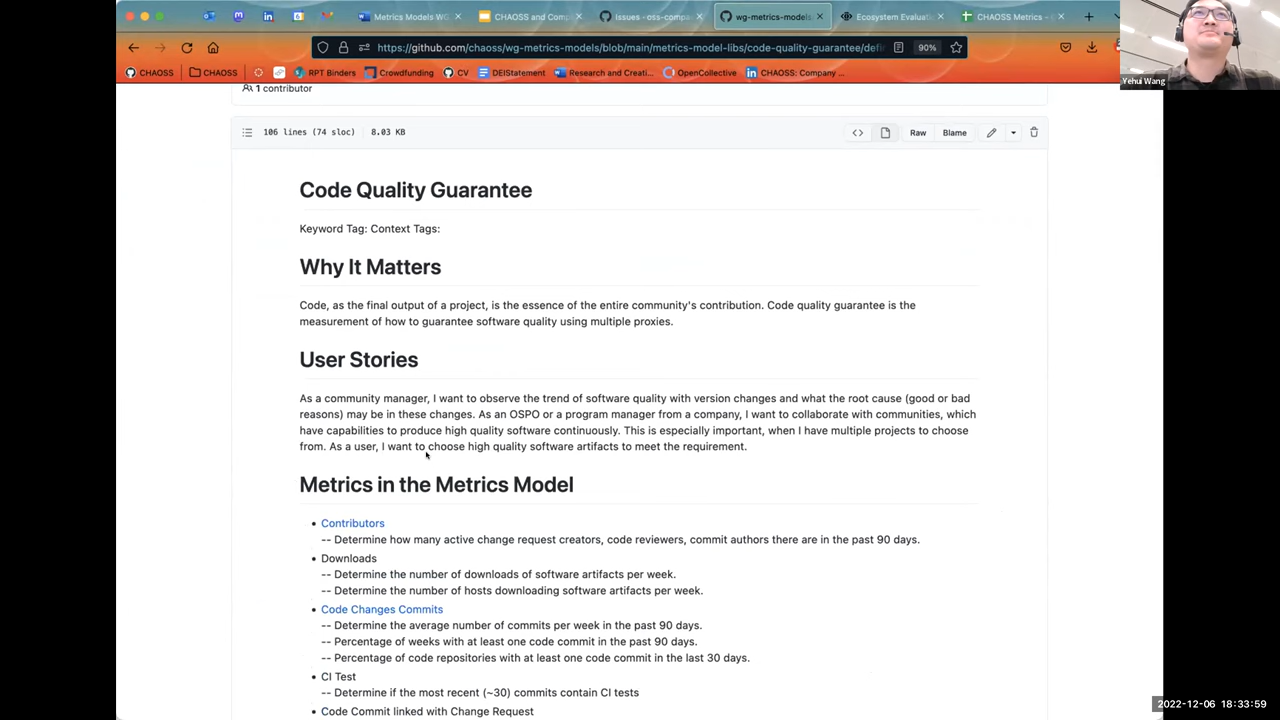 Metrics Models WG
CHAOSS and Com
Issues · oss-compa
wg-metrics-models
Ecosystem Evaluati
CHAOSS Metrics –
https://github.com/chaoss/wg-metrics-models/blob/main/metrics-model-libs/code-quality-guarantee/defi
90%
CHAOSS
CHAOSS
RPT Binders
Crowdfunding
CV
DEIStatement
Research and Creati...
OpenCollective
CHAOSS: Company ...
Yehui Wang
1 contributor
106 lines (74 sloc)
8.03 KB
Raw
Blame
Code Quality Guarantee
Keyword Tag: Context Tags:
Why It Matters
Code, as the final output of a project, is the essence of the entire community's contribution. Code quality guarantee is the
measurement of how to guarantee software quality using multiple proxies.
User Stories
As a community manager, I want to observe the trend of software quality with version changes and what the root cause (good or bad
reasons) may be in these changes. As an OSPO or a program manager from a company, I want to collaborate with communities, which
have capabilities to produce high quality software continuously. This is especially important, when I have multiple projects to choose
from. As a user, I want to choose high quality software artifacts to meet the requirement.
Metrics in the Metrics Model
• Contributors
-- Determine how many active change request creators, code reviewers, commit authors there are in the past 90 days.
• Downloads
-- Determine the number of downloads of software artifacts per week.
-- Determine the number of hosts downloading software artifacts per week.
• Code Changes Commits
-- Determine the average number of commits per week in the past 90 days.
-- Percentage of weeks with at least one code commit in the past 90 days.
-- Percentage of code repositories with at least one code commit in the last 30 days.
• CI Test
-- Determine if the most recent (~30) commits contain CI tests
• Code Commit linked with Change Request
2022-12-06 18:33:59